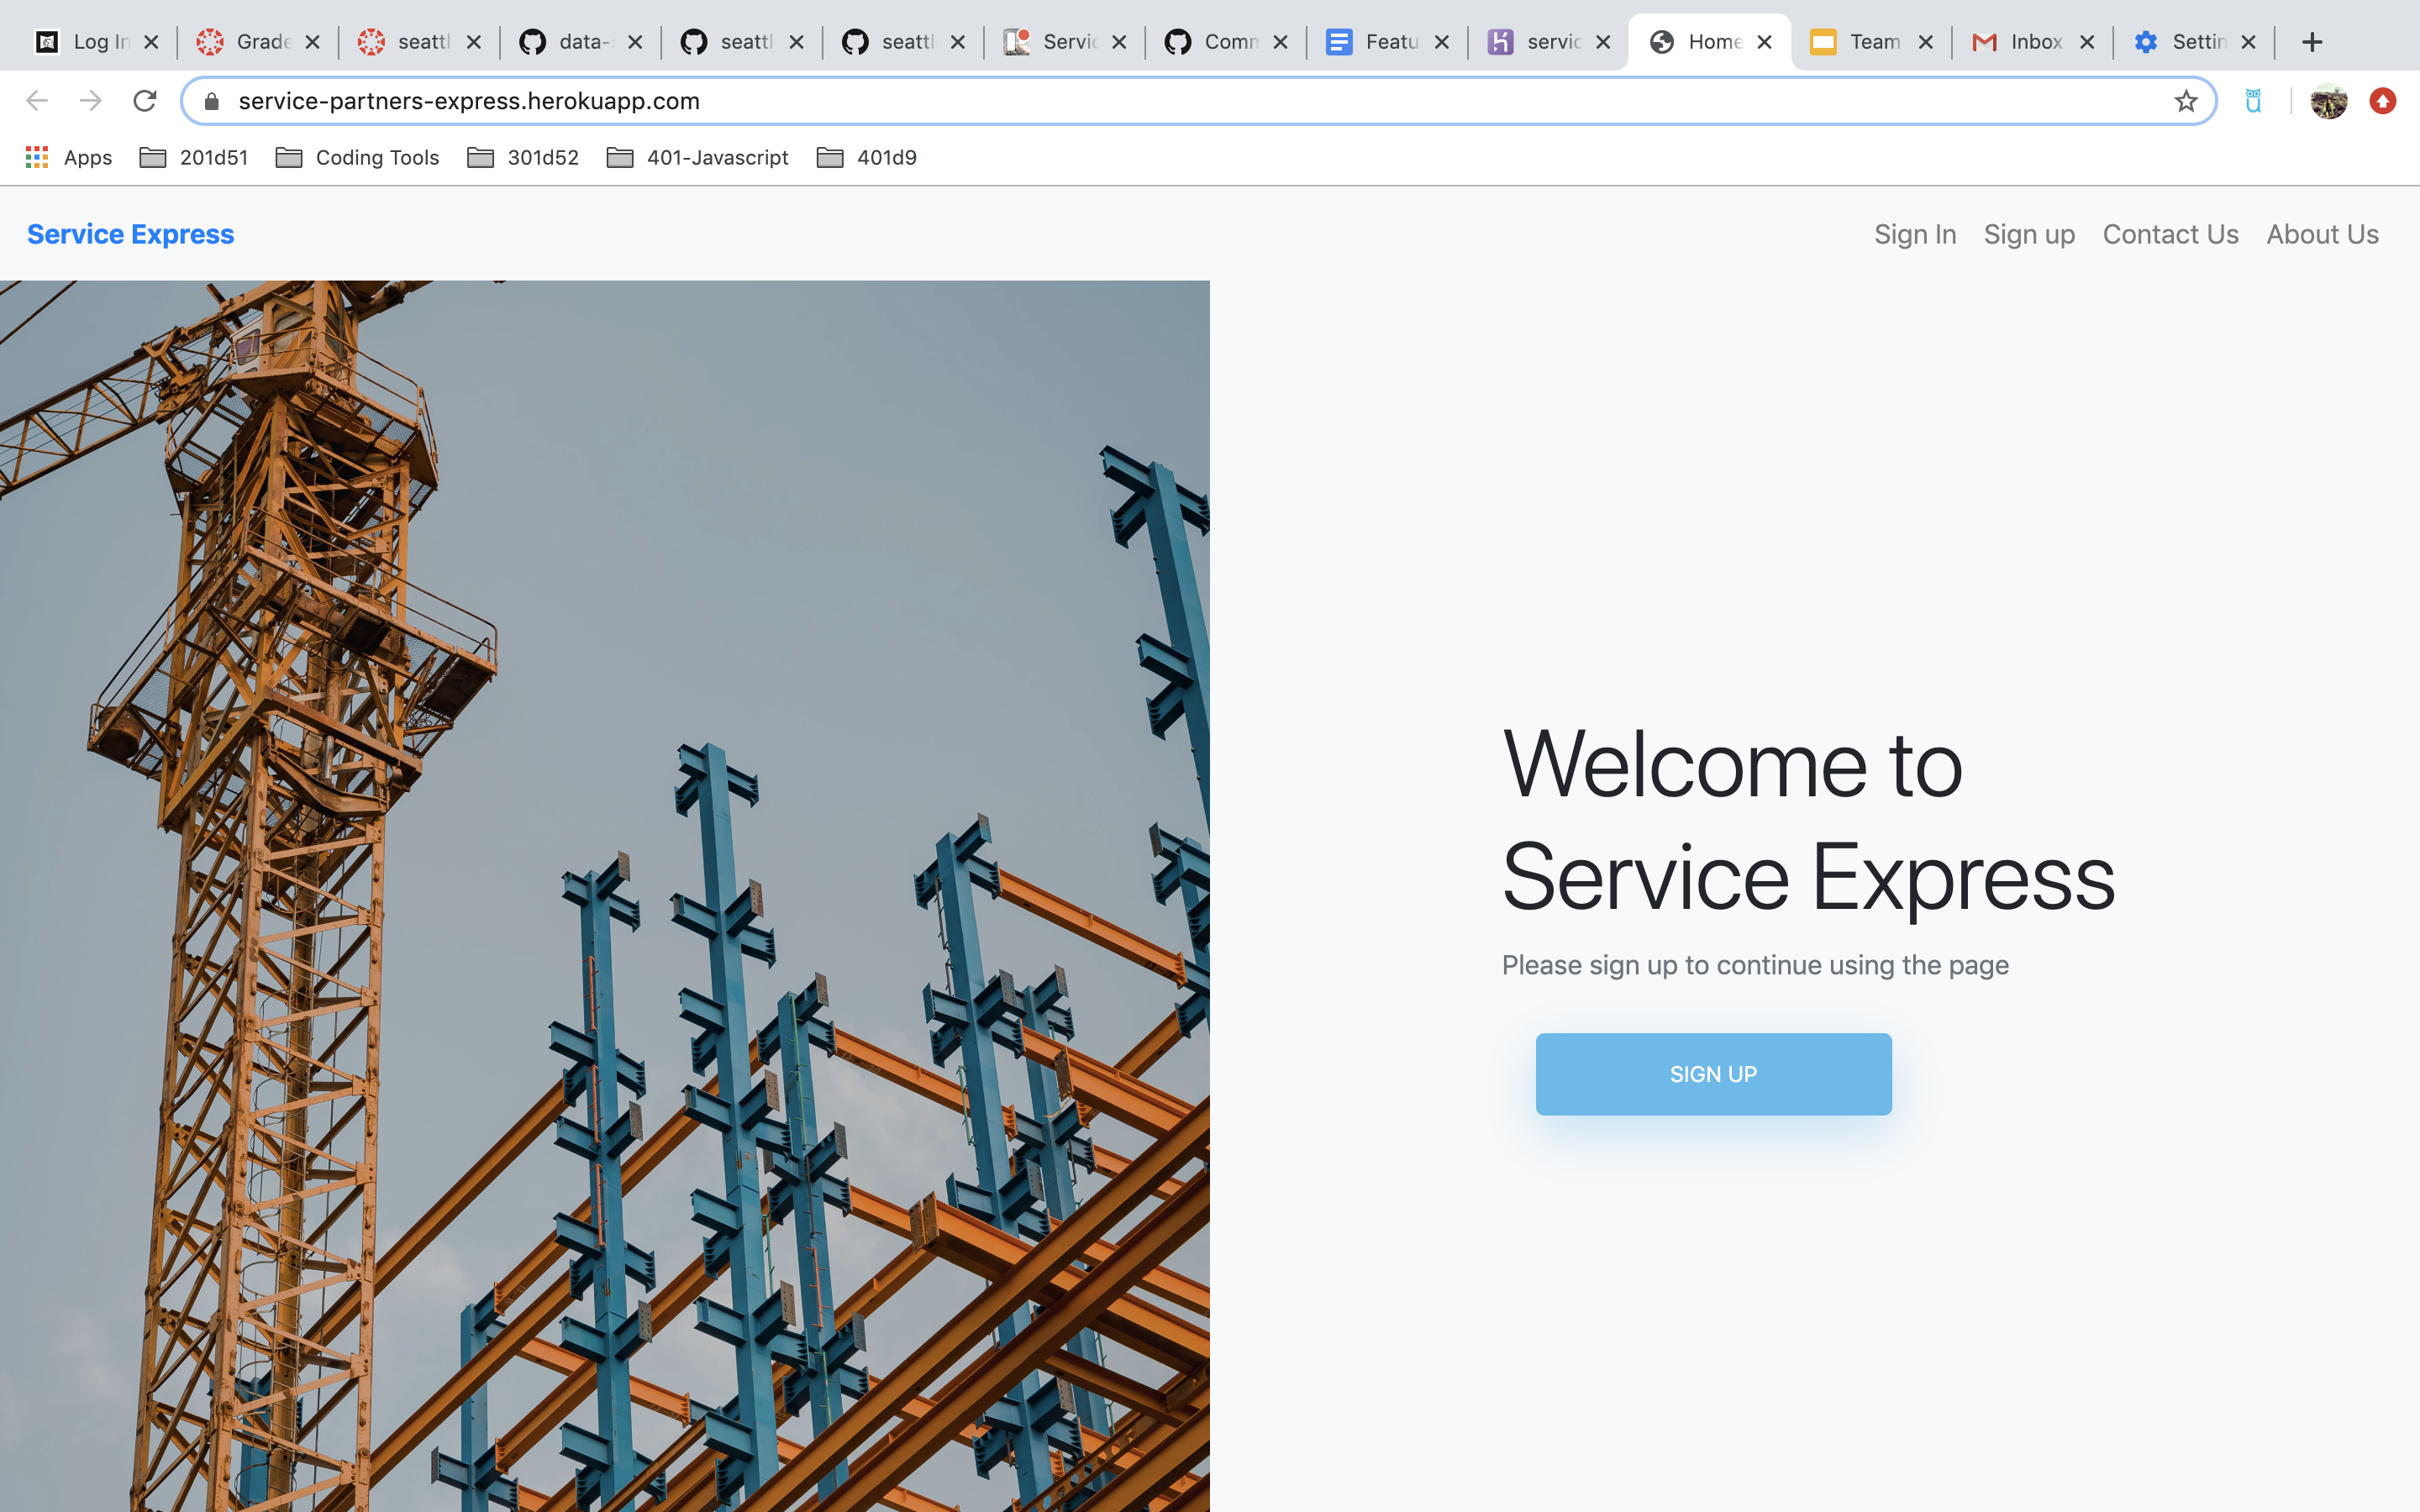 Log In
Grade
seattl
data-
seattl
seattl
Servic
Comm
Featu
servic
Home
Team
Inbox
Settin
service-partners-express.herokuapp.com
Apps
201d51
Coding Tools
301d52
401-Javascript
401d9
Service Express
Sign In
Sign up
Contact Us
About Us
Welcome to
Service Express
Please sign up to continue using the page
SIGN UP